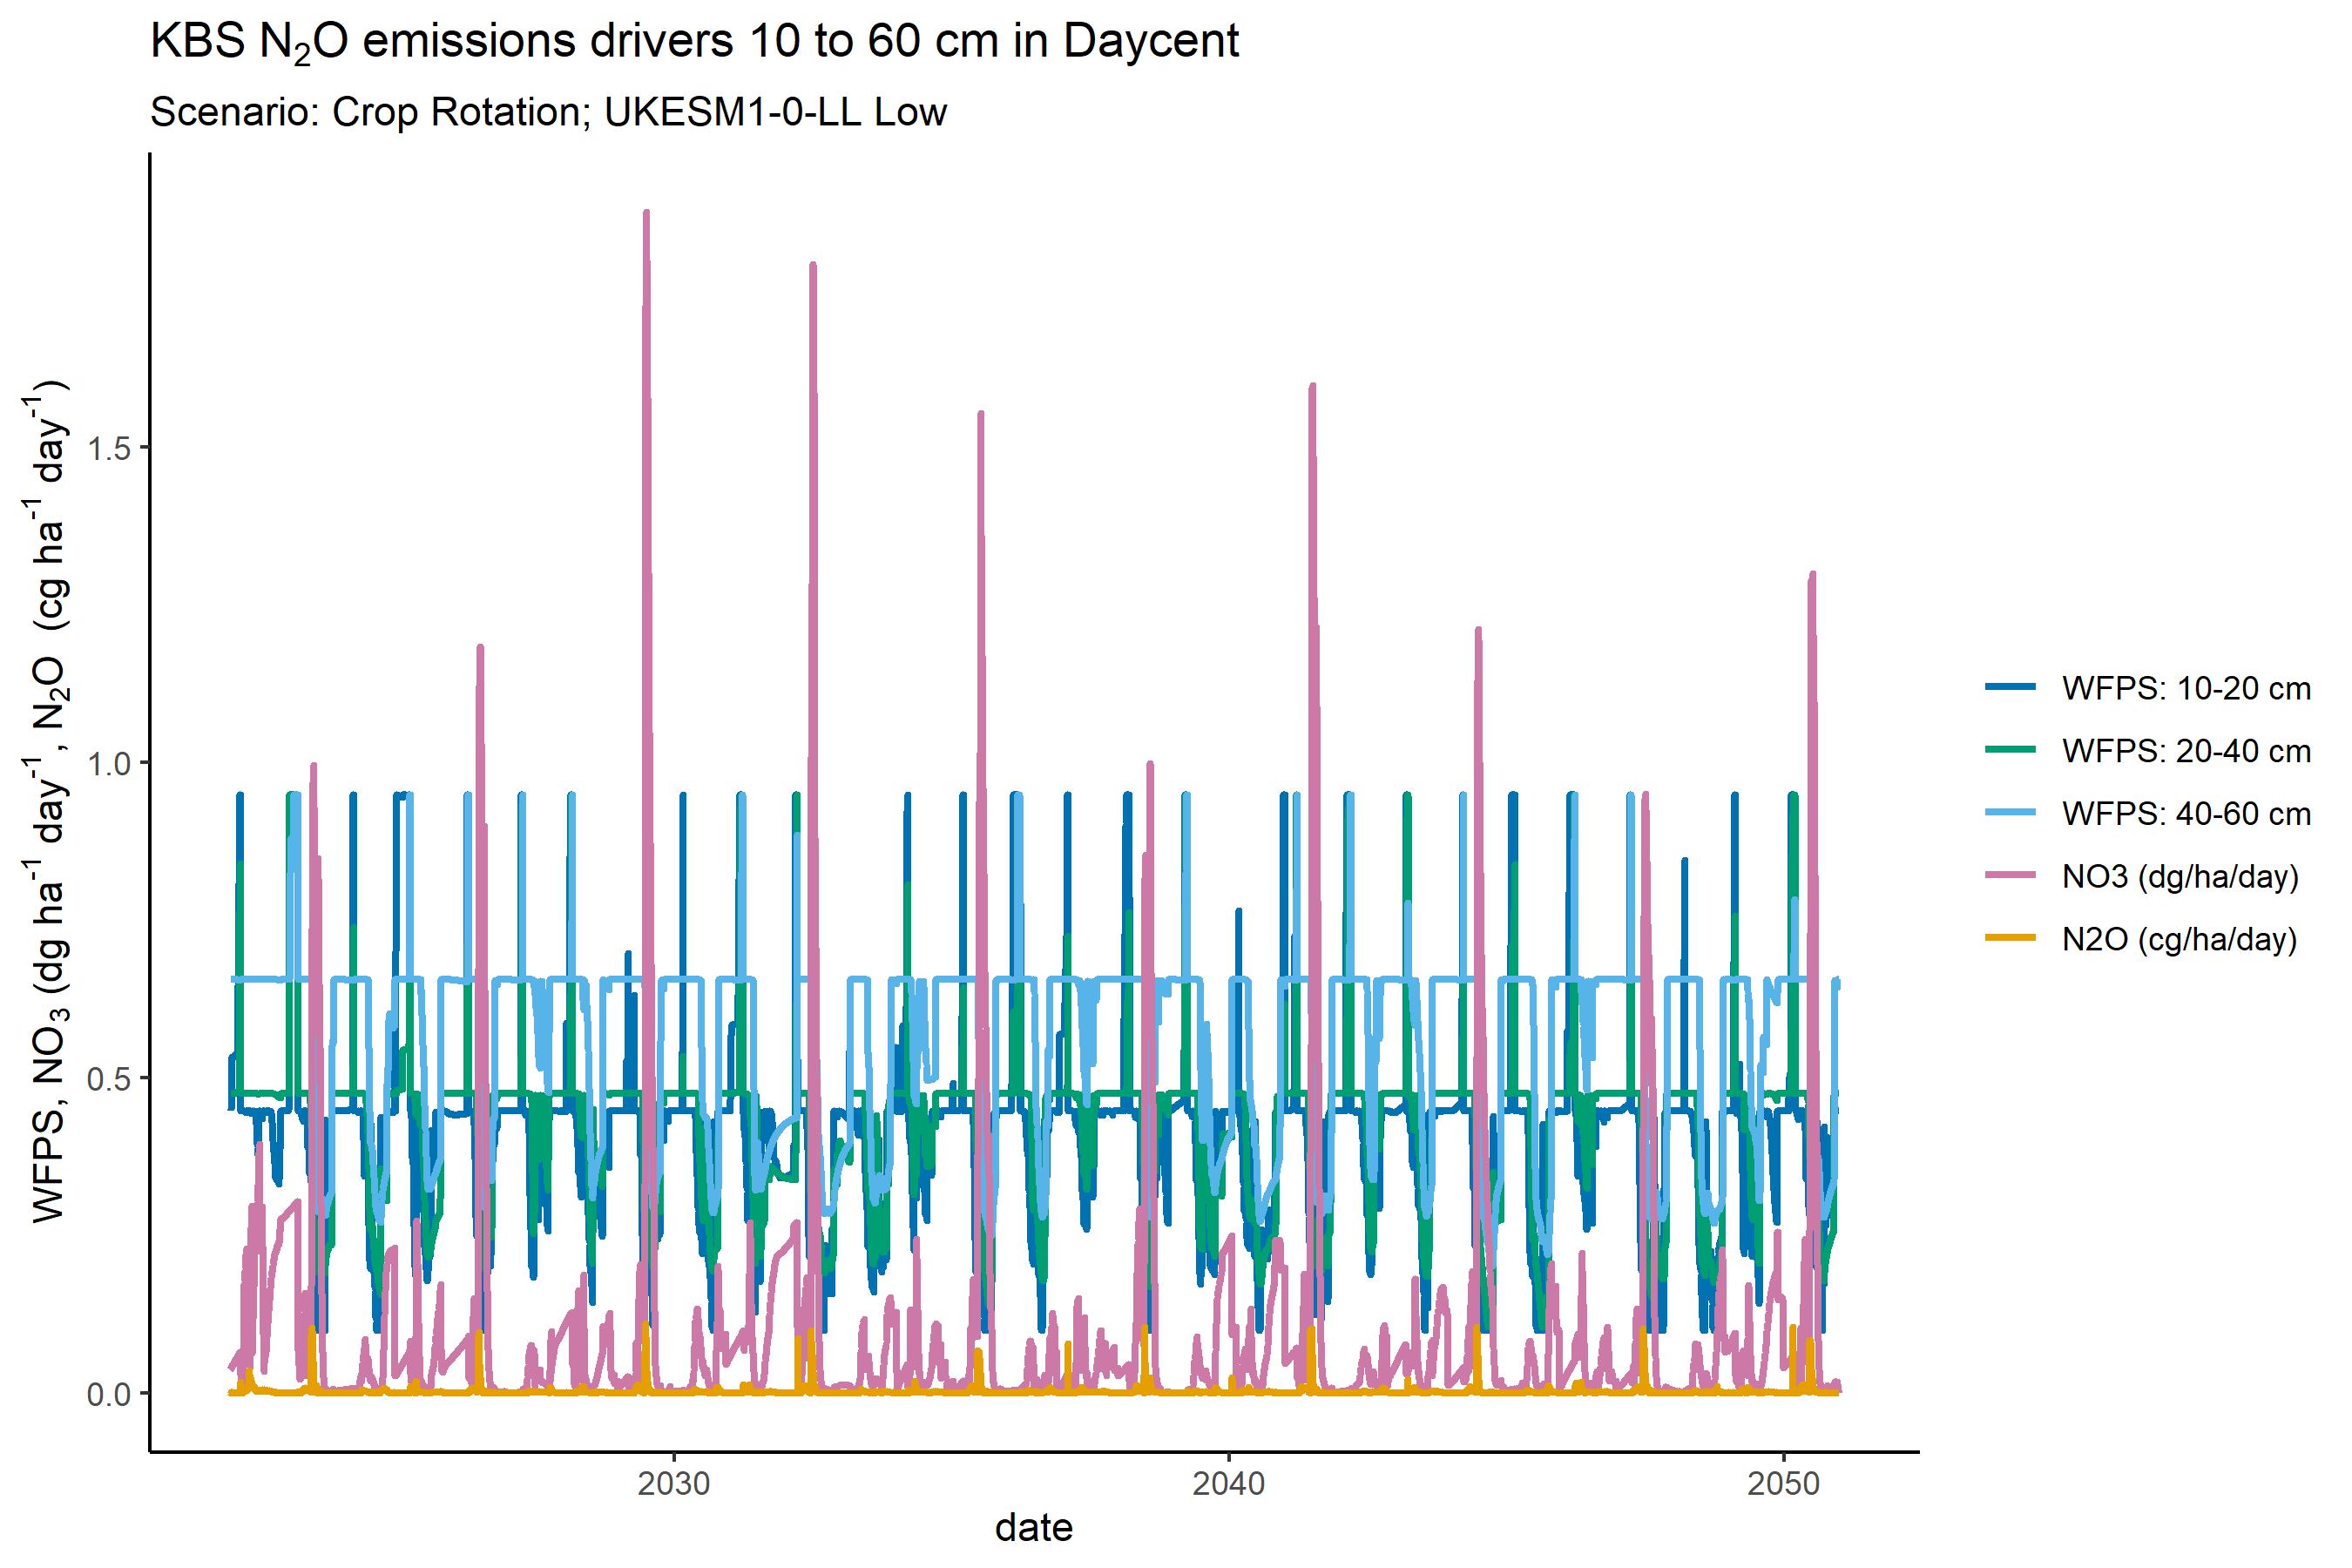 KBS N₂O emissions drivers 10 to 60 cm in Daycent
Scenario: Crop Rotation; UKESM1-0-LL Low
WFPS, NO₃ (dg ha⁻¹ day⁻¹, N₂O (cg ha⁻¹ day⁻¹)
1.5
1.0
0.5
0.0
2030
2040
2050
date
WFPS: 10-20 cm
WFPS: 20-40 cm
WFPS: 40-60 cm
NO3 (dg/ha/day)
N2O (cg/ha/day)